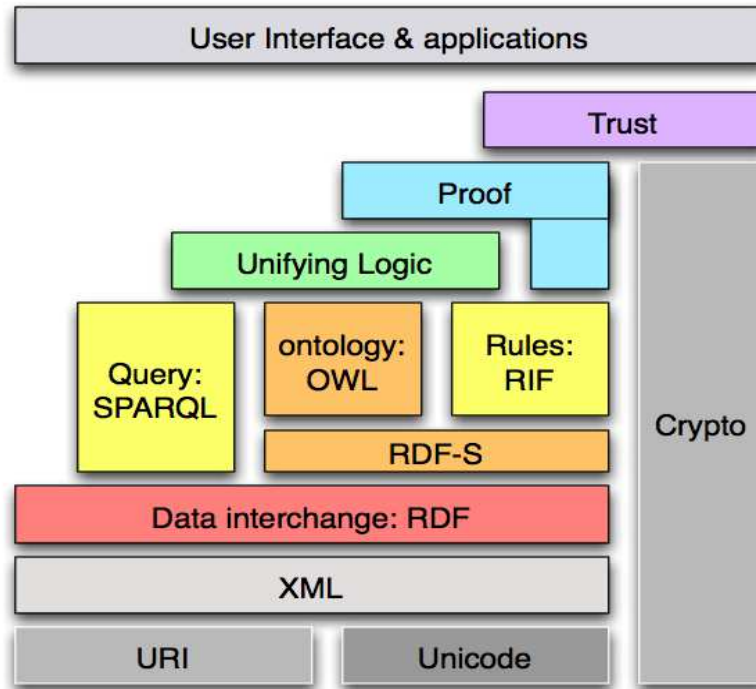 User Interface & applications
Trust
Proof
Unifying Logic
Query:
SPARQL
ontology:
OWL
Rules:
RIF
Crypto
RDF-S
Data interchange: RDF
XML
URI
Unicode